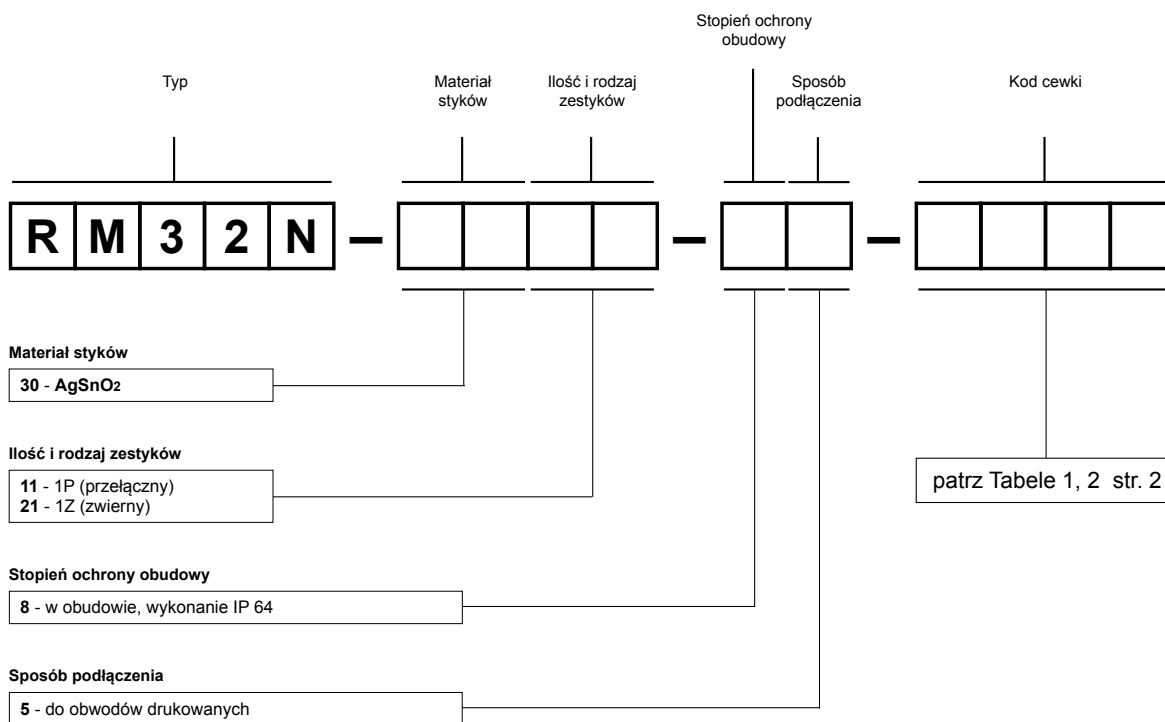 Stopień ochrony
obudowy
Typ
Materiał
styków
Ilość i rodzaj
zestyków
Sposób
podłączenia
Kod cewki
R M 3 2 N – –  –
Materiał styków
30 - AgSnO2
Ilość i rodzaj zestyków
11 - 1P (przełączny)
21 - 1Z (zwierny)
patrz Tabele 1, 2 str. 2
Stopień ochrony obudowy
8 - w obudowie, wykonanie IP 64
Sposób podłączenia
5 - do obwodów drukowanych